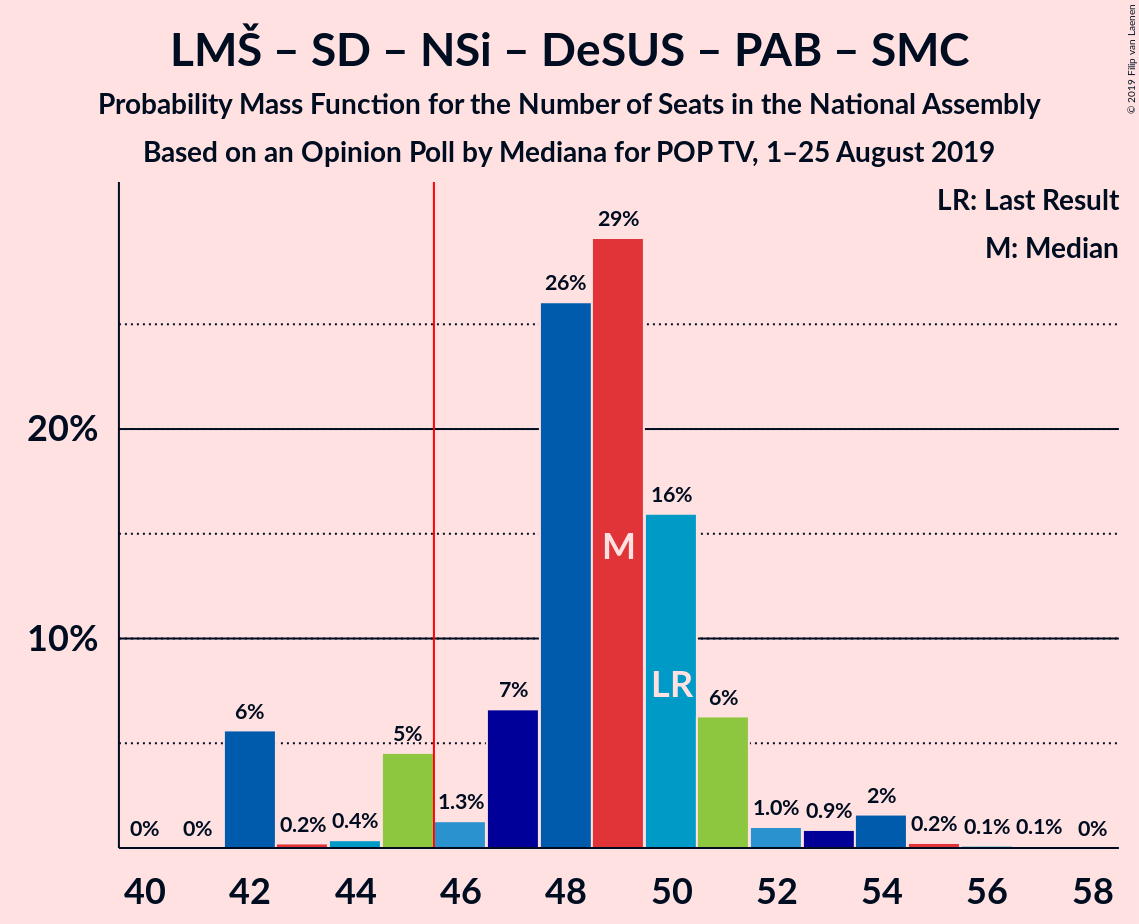 LMŠ – SD – NSi – DeSUS – PAB – SMC
Probability Mass Function for the Number of Seats in the National Assembly
Based on an Opinion Poll by Mediana for POP TV, 1–25 August 2019
© 2019 Filip van Laenen
LR: Last Result
M: Median
20%
10%
0%
0%
6%
0.2%
0.4%
5%
1.3%
7%
26%
29%
16%
6%
1.0%
0.9%
2%
0.2%
0.1%
0.1%
0%
M
LR
40 42 44 46 48 50 52 54 56 58